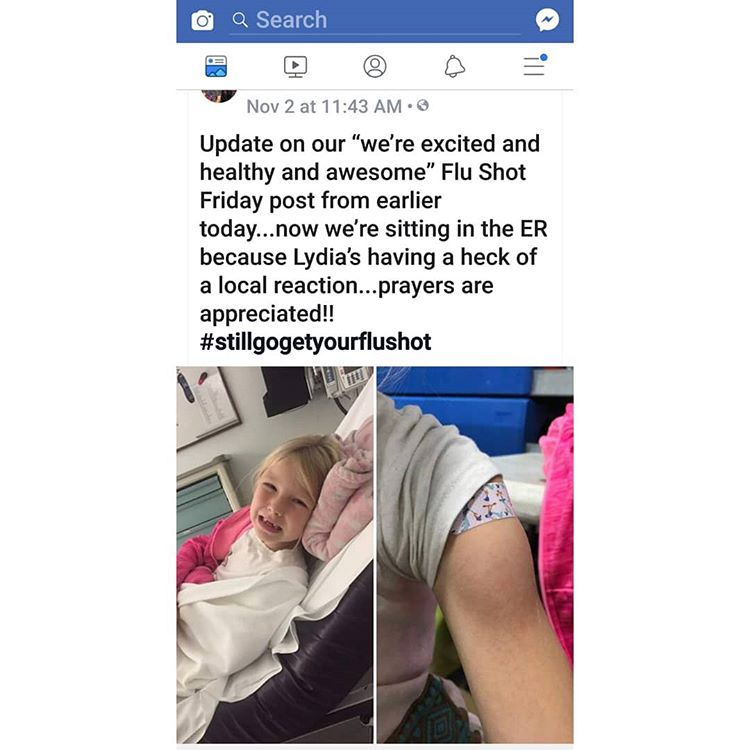 Search
Nov 2 at 11:43 AM •
Update on our “we’re excited and
healthy and awesome” Flu Shot
Friday post from earlier
today...now we’re sitting in the ER
because Lydia’s having a heck of
a local reaction...prayers are
appreciated!!
#stillgogetyourflushot